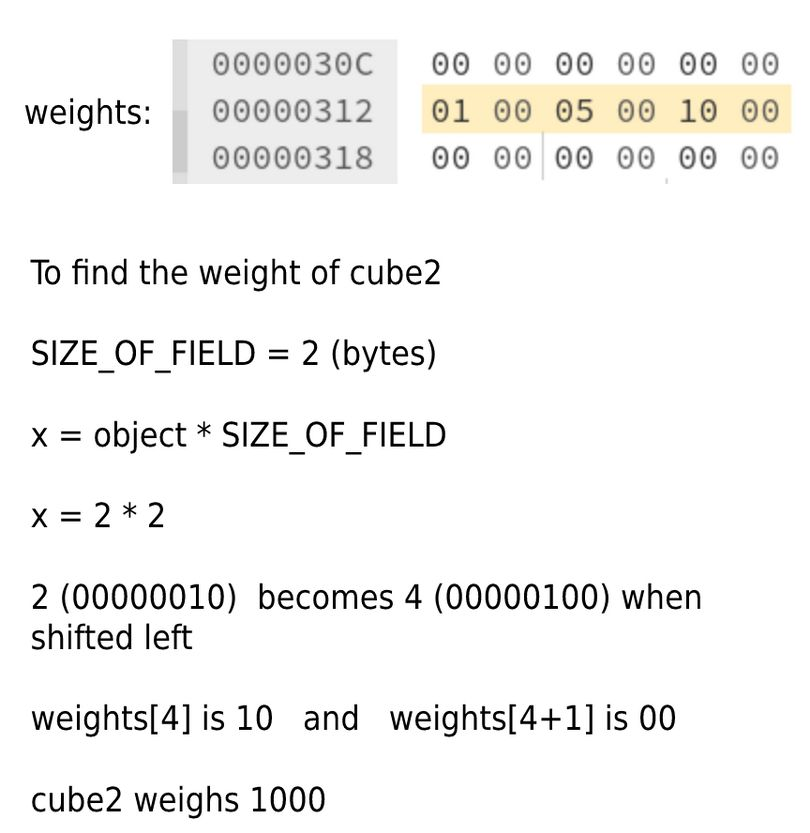 0000030C 00 00 00 00 00 00
weights: 00000312 01 00 05 00 10 00
00000318 00 00 00 00 00 00
To find the weight of cube2
SIZE_OF_FIELD = 2 (bytes)
x = object * SIZE_OF_FIELD
x = 2 * 2
2 (00000010)  becomes 4 (00000100) when
shifted left
weights[4] is 10   and   weights[4+1] is 00
cube2 weighs 1000